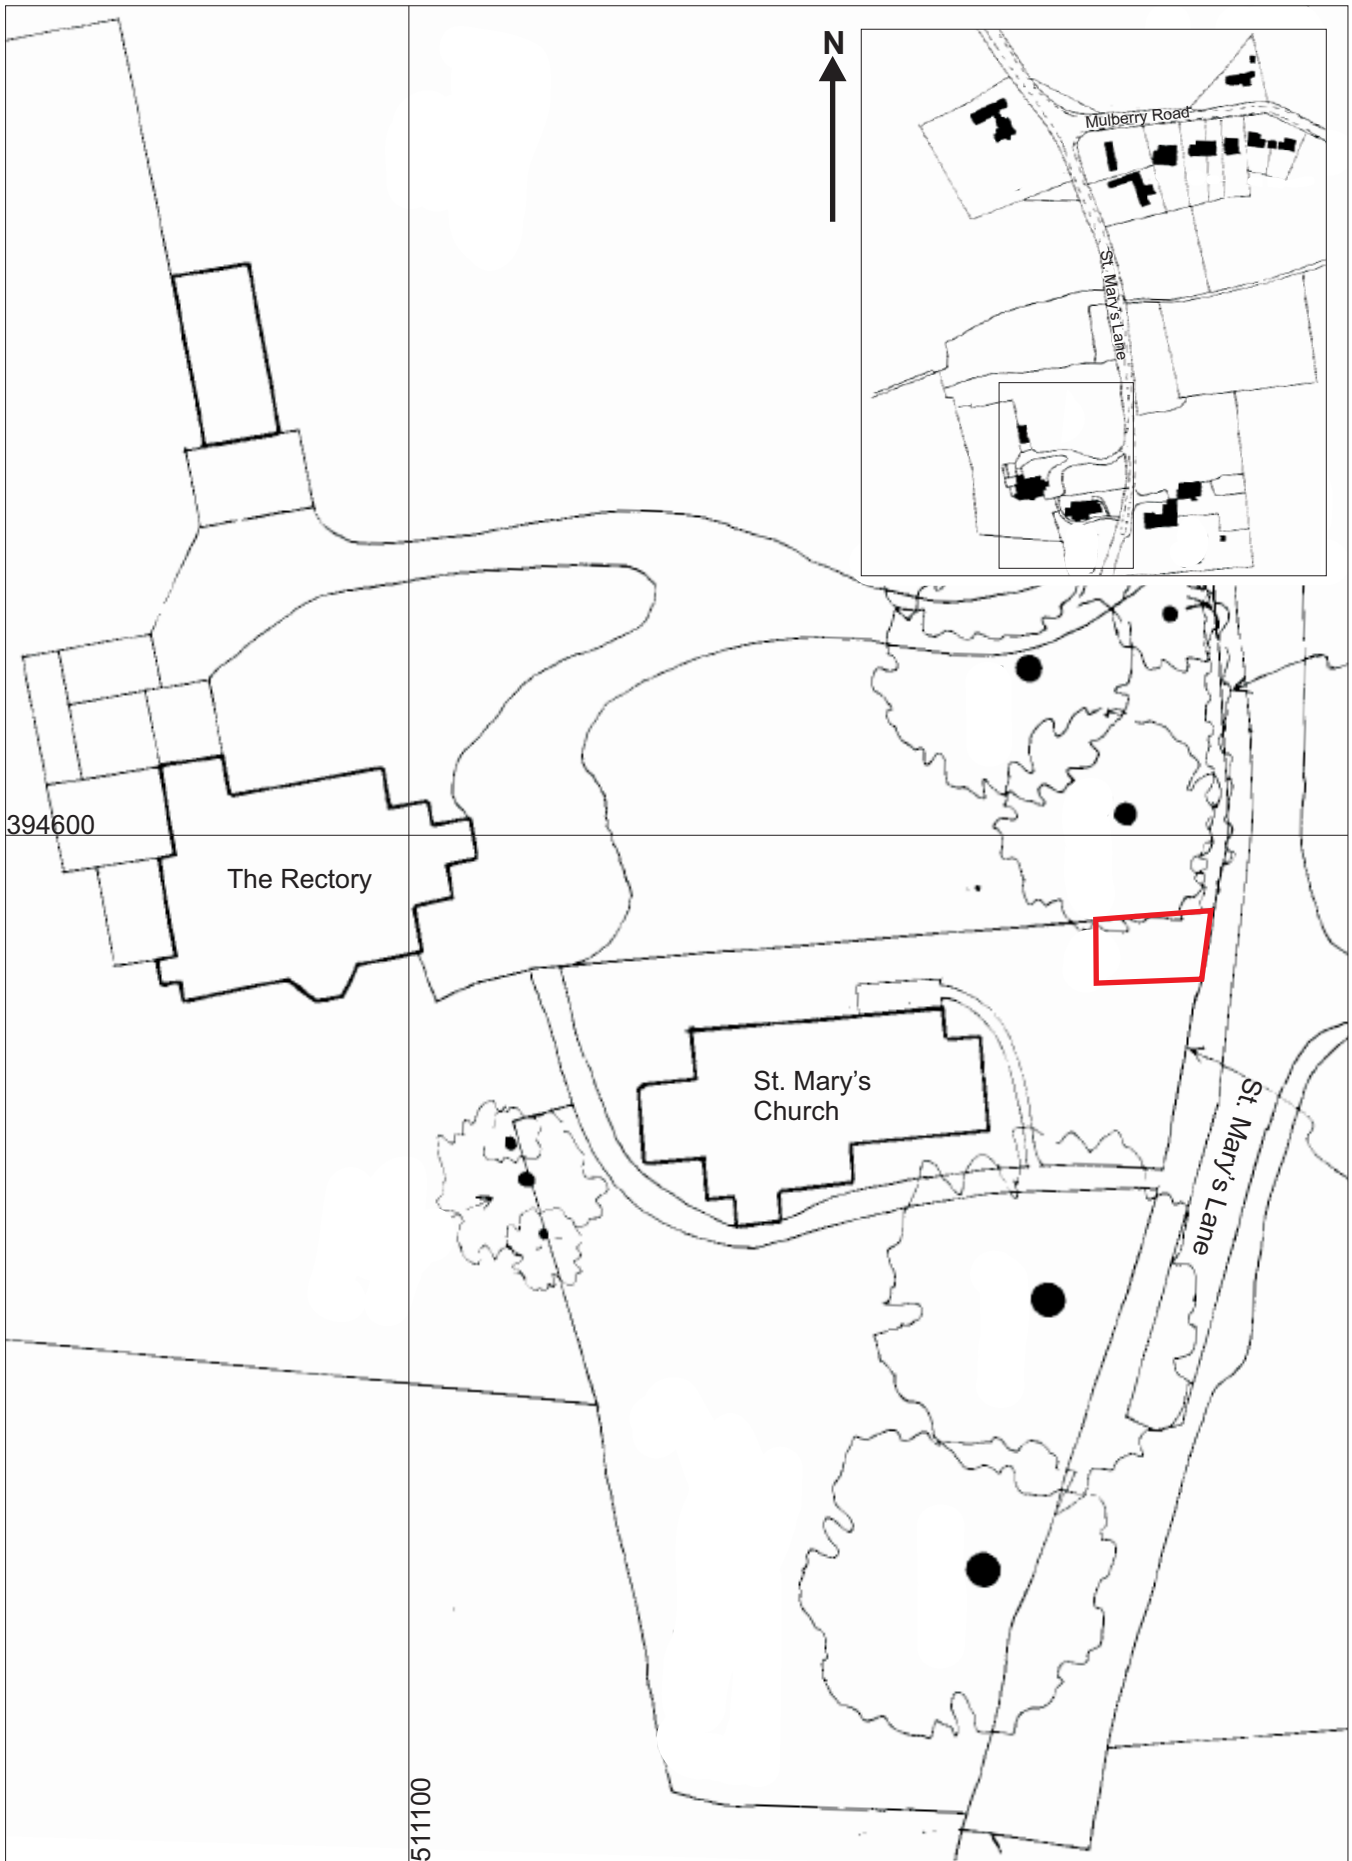 N
Mulberry Road
St. Mary's Lane
394600
The Rectory
St. Mary's
Church
St. Mary's Lane
511100